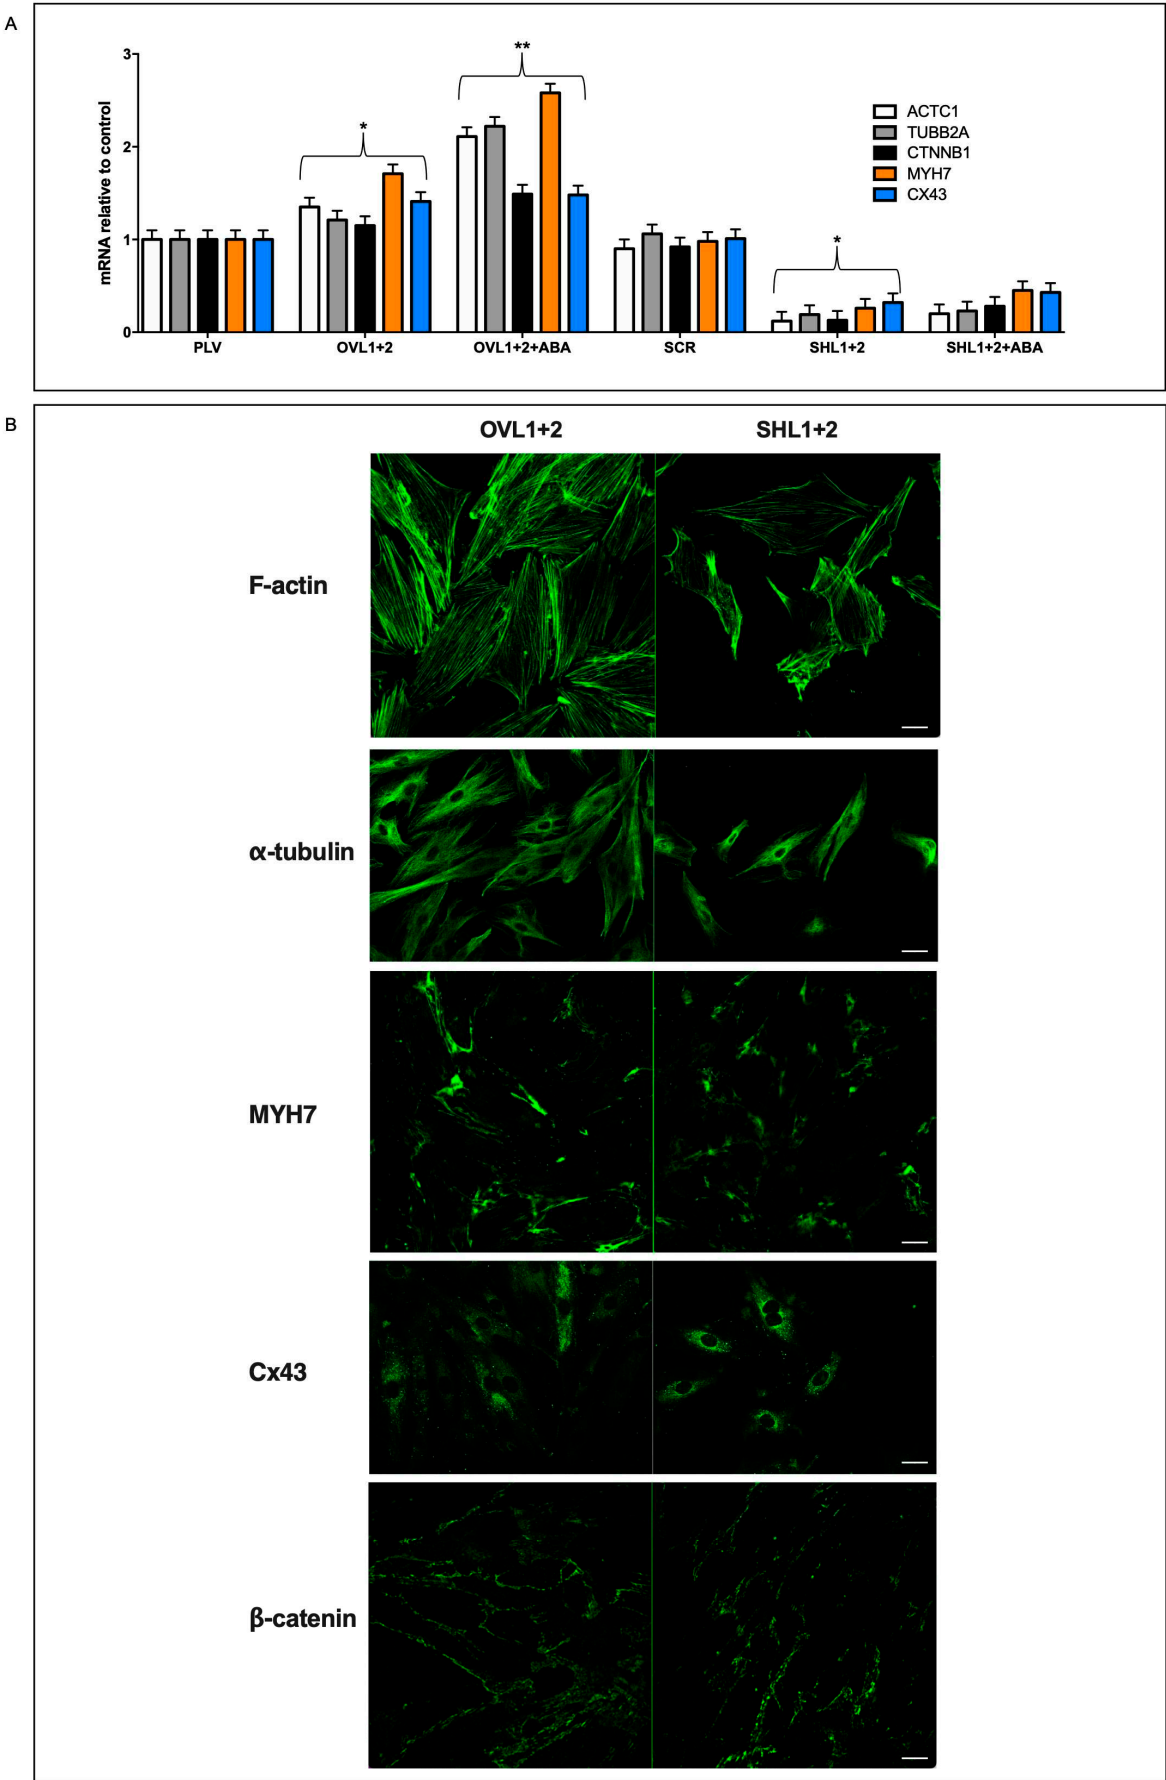 A
**
*
*
3
2
1
0
mRNA relative to control
ACTC1
TUBB2A
CTNNB1
MYH7
CX43
PLV
OVL1+2
OVL1+2+ABA
SCR
SHL1+2
SHL1+2+ABA
B
OVL1+2
SHL1+2
F-actin
α-tubulin
MYH7
Cx43
β-catenin